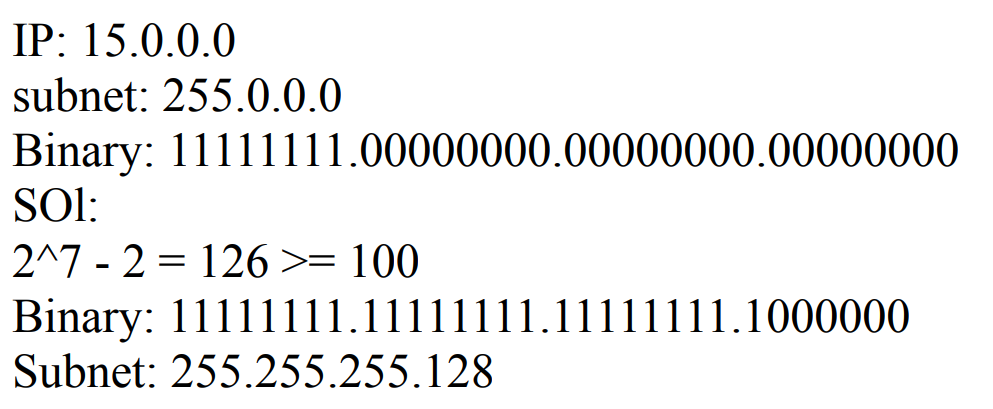 IP: 15.0.0.0
subnet: 255.0.0.0
Binary: 11111111.00000000.00000000.00000000
SOl:
2^7 - 2 = 126 >= 100
Binary: 11111111.11111111.11111111.1000000
Subnet: 255.255.255.128